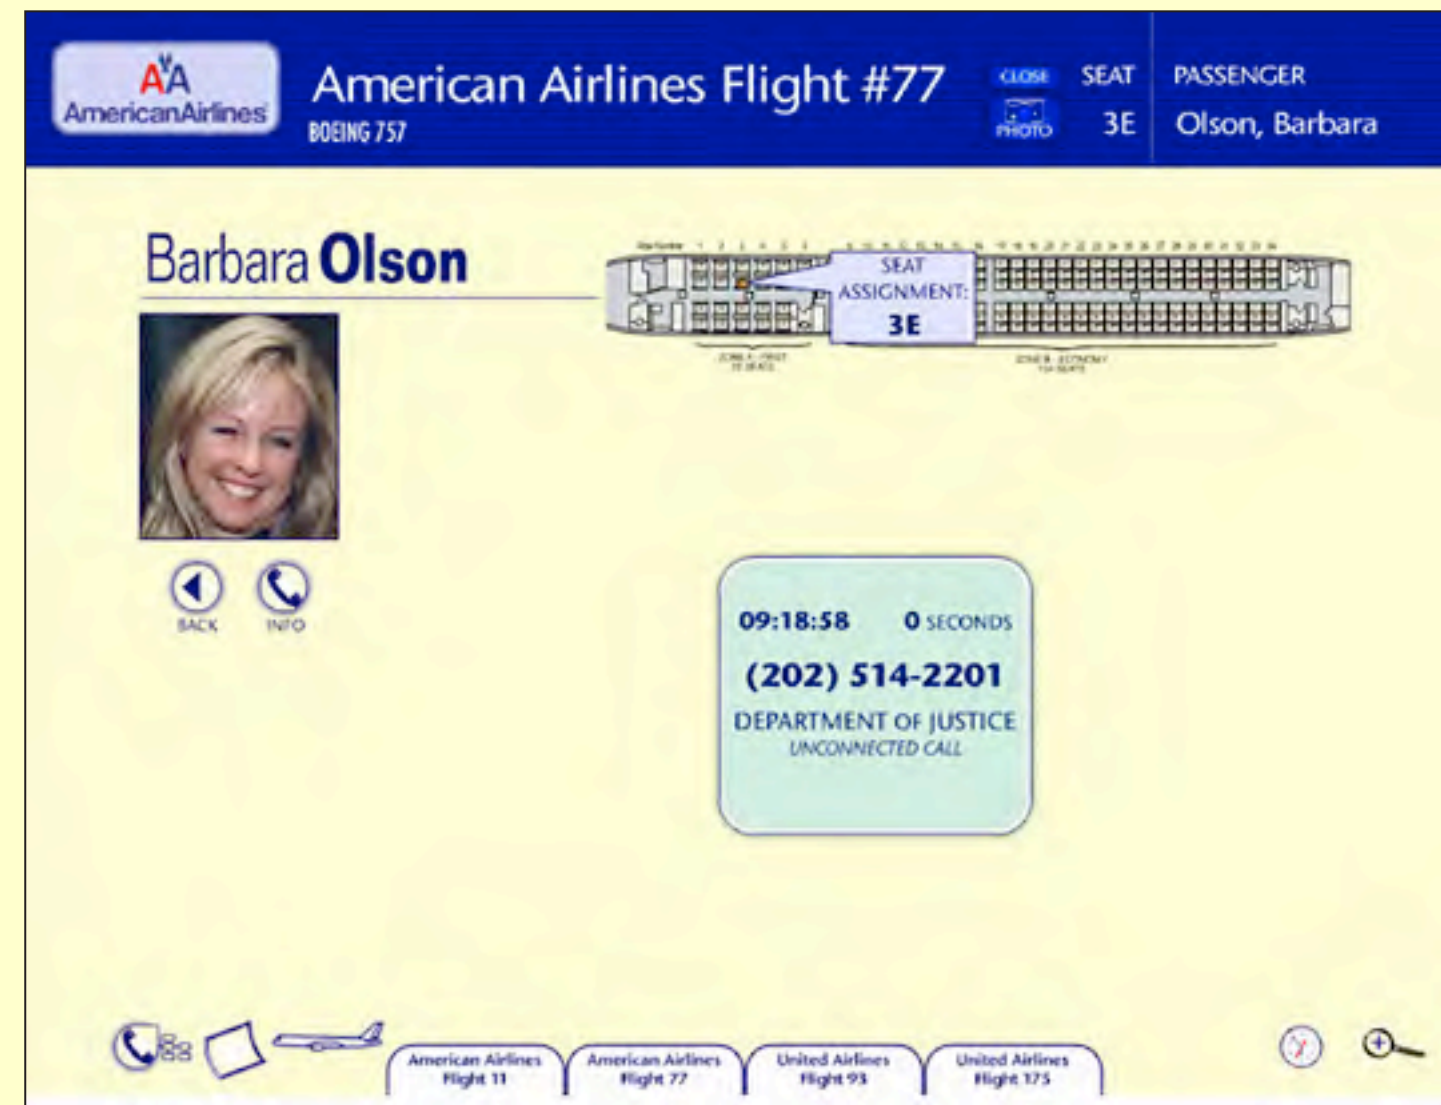 AA
AmericanAirlines
American Airlines Flight #77
BOEING 757
CLOSE
PHOTO
SEAT
3E
PASSENGER
Olson, Barbara
Barbara Olson
SEAT
ASSIGNMENT:
3E
BACK
INFO
09:18:58 0 SECONDS
(202) 514-2201
DEPARTMENT OF JUSTICE
UNCONNECTED CALL
American Airlines
Flight 11
American Airlines
Flight 77
United Airlines
Flight 93
United Airlines
Flight 175